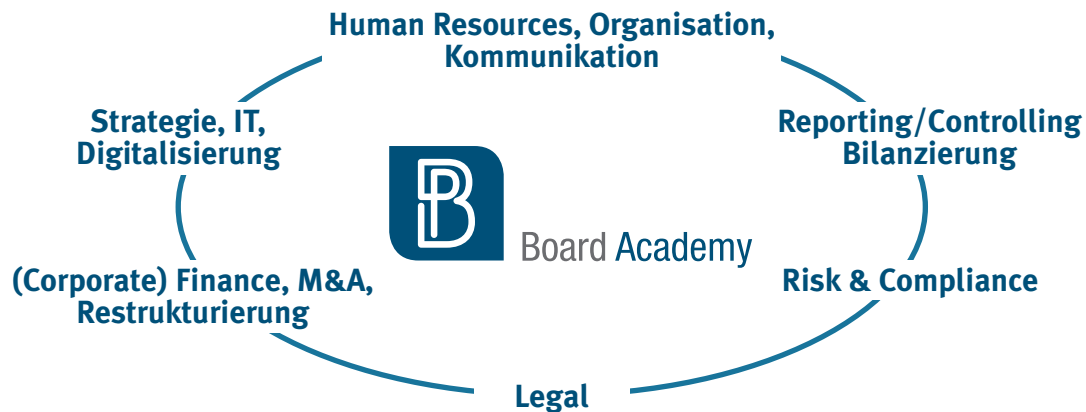 Human Resources, Organisation,
Kommunikation
Strategie, IT,
Digitalisierung
Reporting/Controlling
Bilanzierung
Board Academy
(Corporate) Finance, M&A,
Restrukturierung
Risk & Compliance
Legal